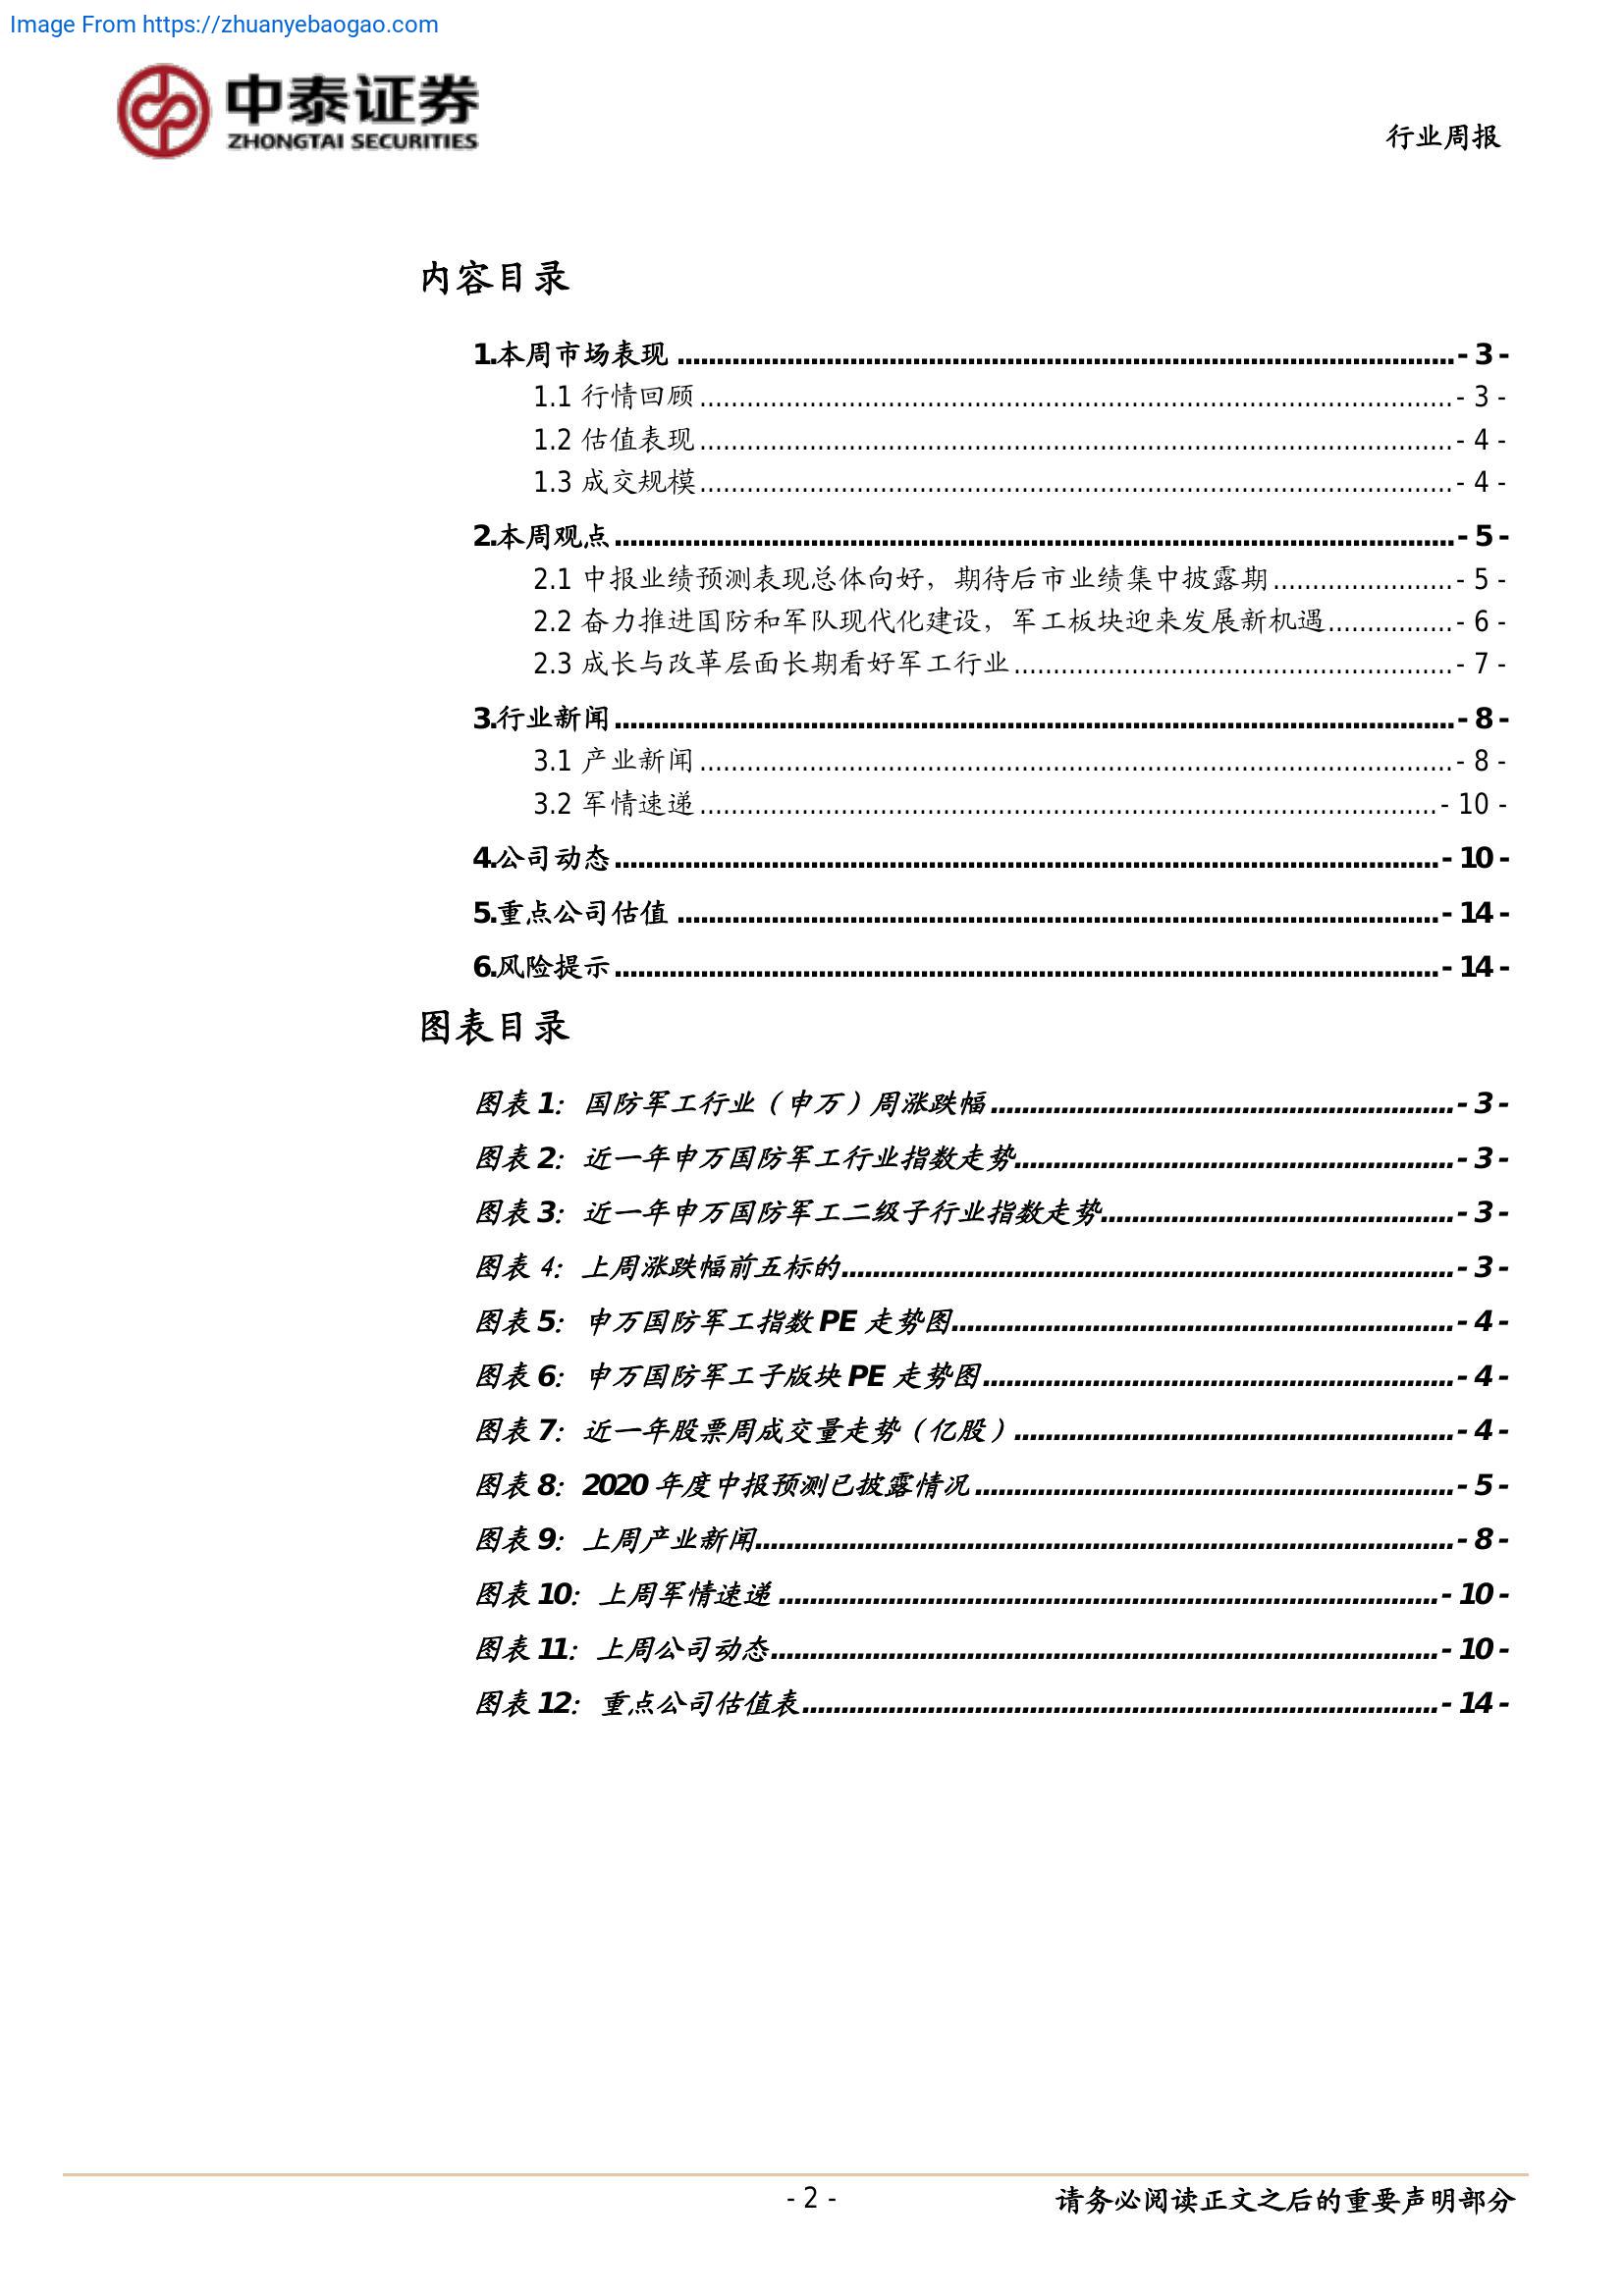 Image From https://zhuanyebaogao.com
中泰证券
ZHONGTAI SECURITIES
行业周报
内容目录
1.本周市场表现 ........................................................................................................- 3 -
1.1 行情回顾........................................................................................................- 3 -
1.2 估值表现........................................................................................................- 4 -
1.3 成交规模........................................................................................................- 4 -
2.本周观点........................................................................................................- 5 -
2.1 中报业绩预测表现总体向好，期待后市业绩集中披露期.......................- 5 -
2.2 奋力推进国防和军队现代化建设，军工板块迎来发展新机遇................- 6 -
2.3 成长与改革层面长期看好军工行业........................................................- 7 -
3.行业新闻........................................................................................................- 8 -
3.1 产业新闻........................................................................................................- 8 -
3.2 军情速递........................................................................................................- 10 -
4.公司动态........................................................................................................- 10 -
5.重点公司估值 ........................................................................................................- 14 -
6.风险提示........................................................................................................- 14 -
图表目录
图表 1：国防军工行业（申万）周涨跌幅............................................................- 3 -
图表 2：近一年申万国防军工行业指数走势........................................................- 3 -
图表 3：近一年申万国防军工二级子行业指数走势.............................................- 3 -
图表 4：上周涨跌幅前五标的..............................................................................- 3 -
图表 5：申万国防军工指数 PE 走势图................................................................- 4 -
图表 6：申万国防军工子版块 PE 走势图............................................................- 4 -
图表 7：近一年股票周成交量走势（亿股）........................................................- 4 -
图表 8：2020 年度中报预测已披露情况.............................................................- 5 -
图表 9：上周产业新闻.........................................................................................- 8 -
图表 10：上周军情速递 ....................................................................................- 10 -
图表 11：上周公司动态.....................................................................................- 10 -
图表 12：重点公司估值表.................................................................................- 14 -
- 2 -
请务必阅读正文之后的重要声明部分